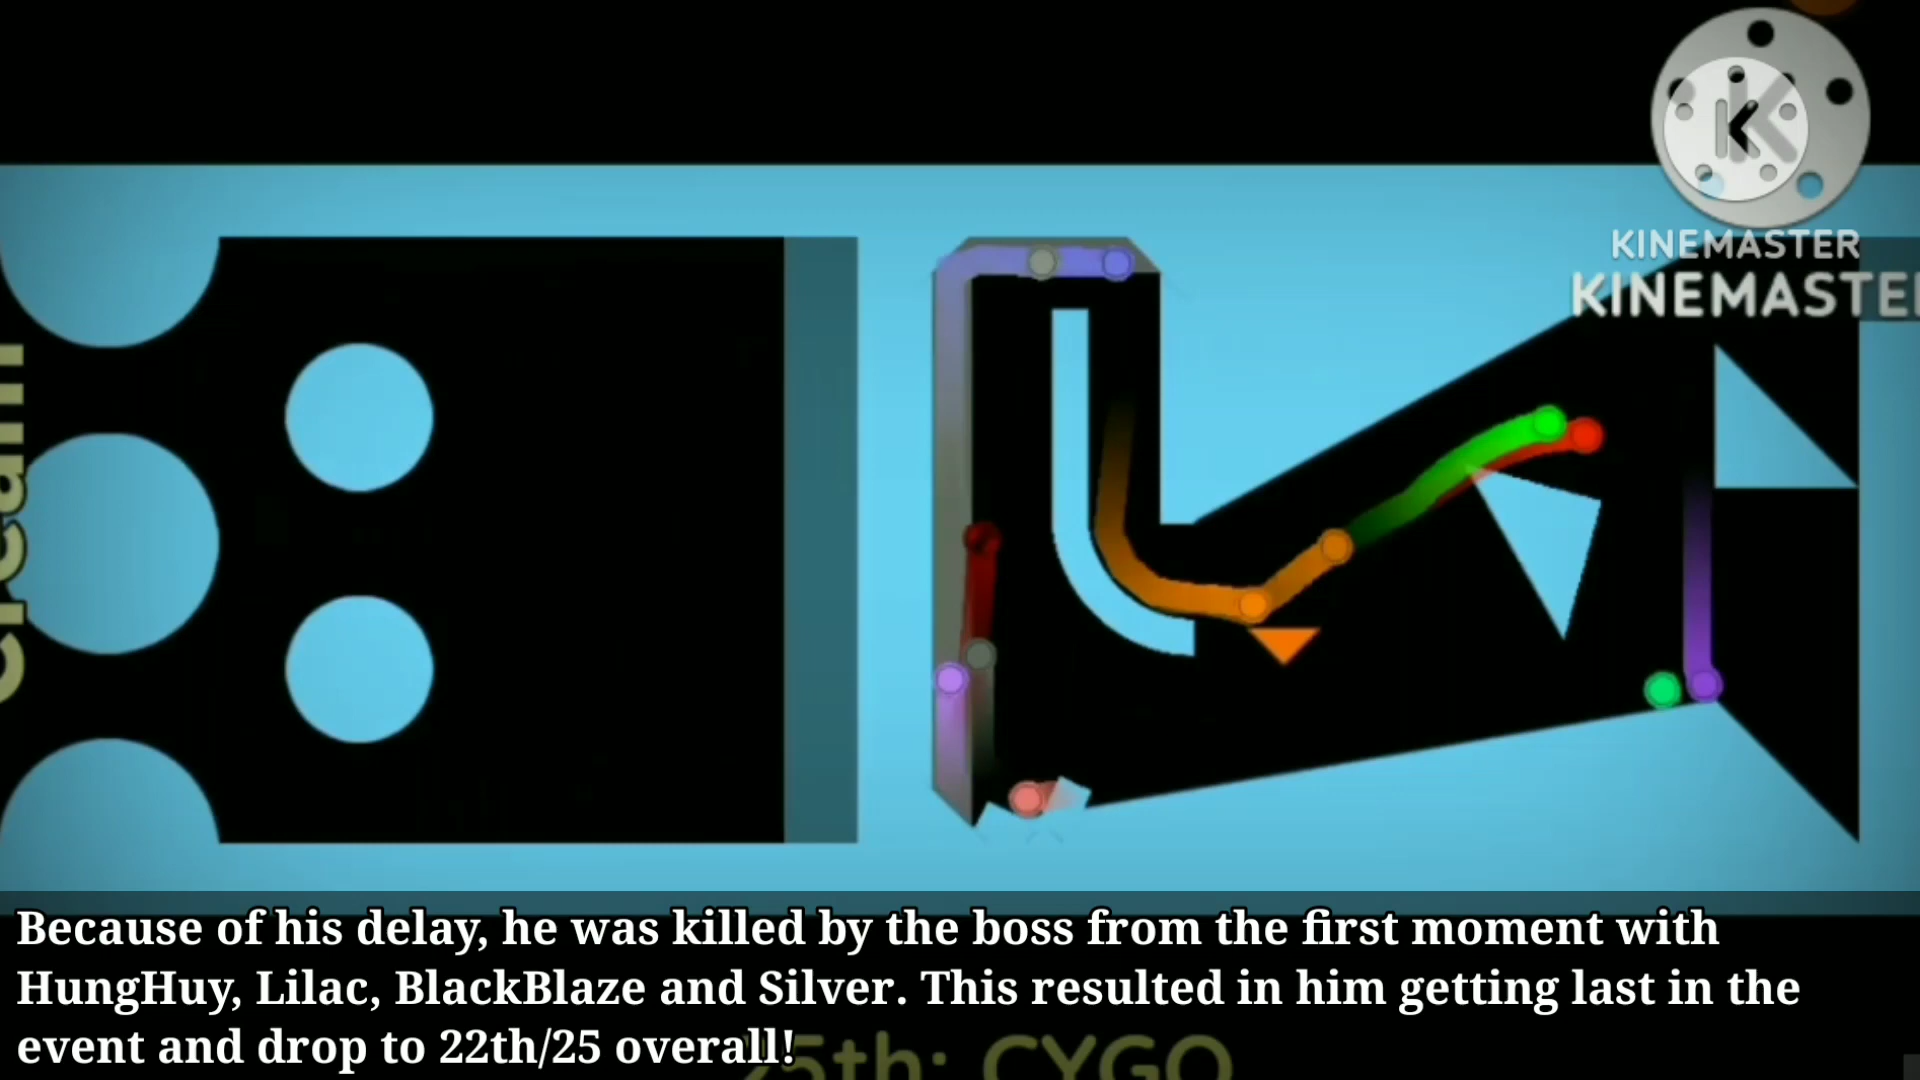 KINEMASTER
KINEMASTE
cream
Because of his delay, he was killed by the boss from the first moment with
HungHuy, Lilac, BlackBlaze and Silver. This resulted in him getting last in the
event and drop to 22th/25 overall!
25th: CYGO